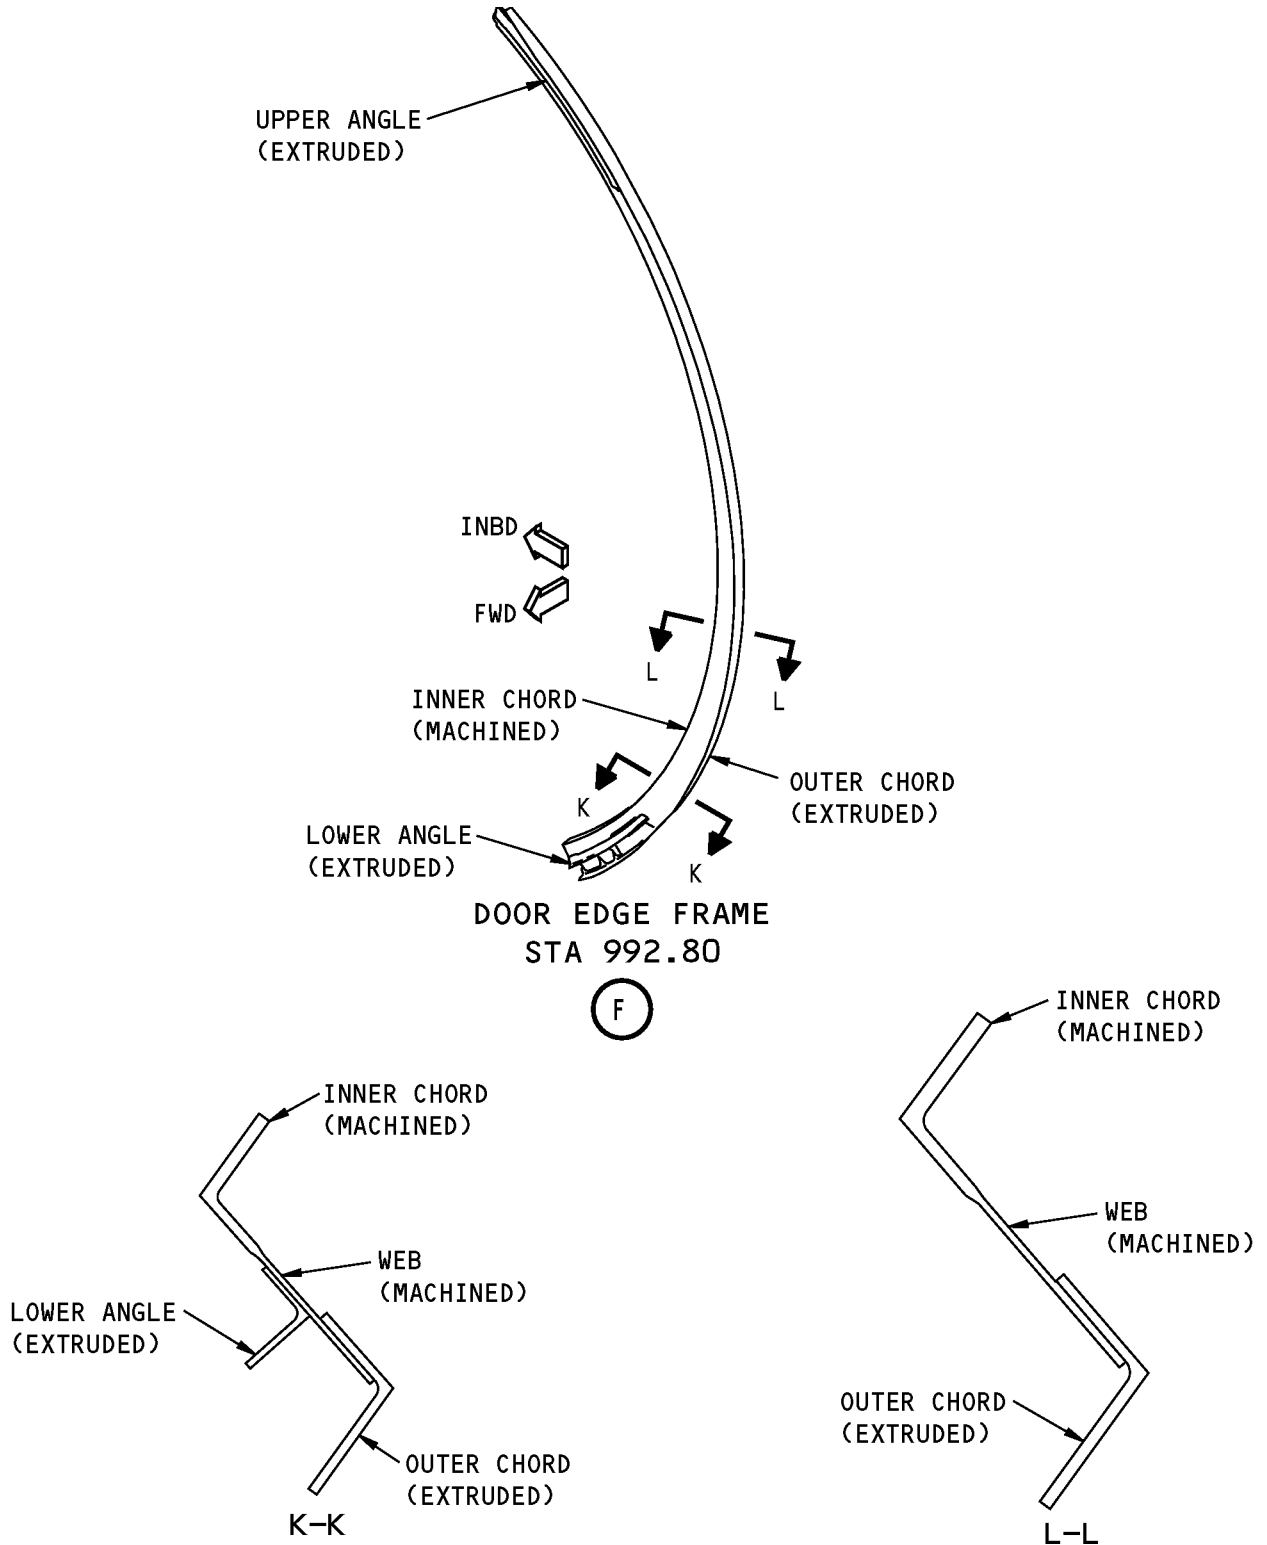 UPPER ANGLE
(EXTRUDED)
INBD
FWD
L
L
INNER CHORD
(MACHINED)
OUTER CHORD
(EXTRUDED)
K
LOWER ANGLE
(EXTRUDED)
K
DOOR EDGE FRAME
STA 992.80
F
INNER CHORD
(MACHINED)
WEB
(MACHINED)
LOWER ANGLE
(EXTRUDED)
OUTER CHORD
(EXTRUDED)
K-K
INNER CHORD
(MACHINED)
WEB
(MACHINED)
OUTER CHORD
(EXTRUDED)
L-L